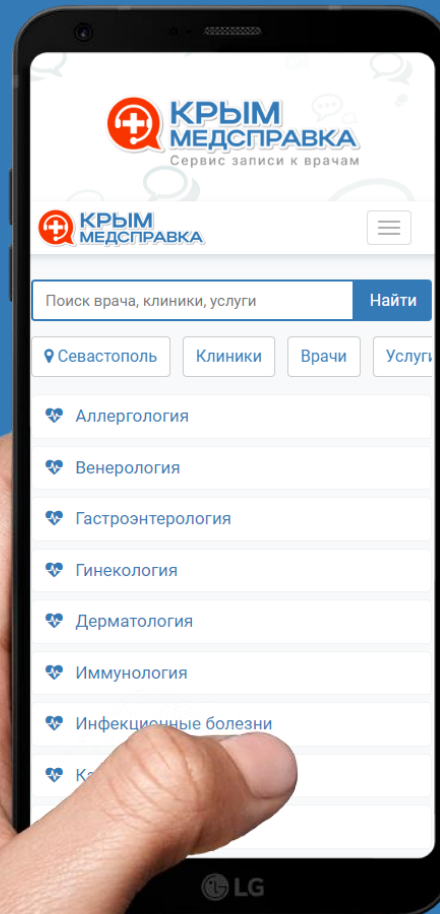 КРЫМ
МЕДСПРАВКА
Сервис записи к врачам
КРЫМ
МЕДСПРАВКА
Поиск врача, клиники, услуги
Найти
Севастополь
Клиники
Врачи
Аллергология
Венерология
Гастроэнтерология
Гинекология
Дерматология
Иммунология
Инфекционные болезни
LG